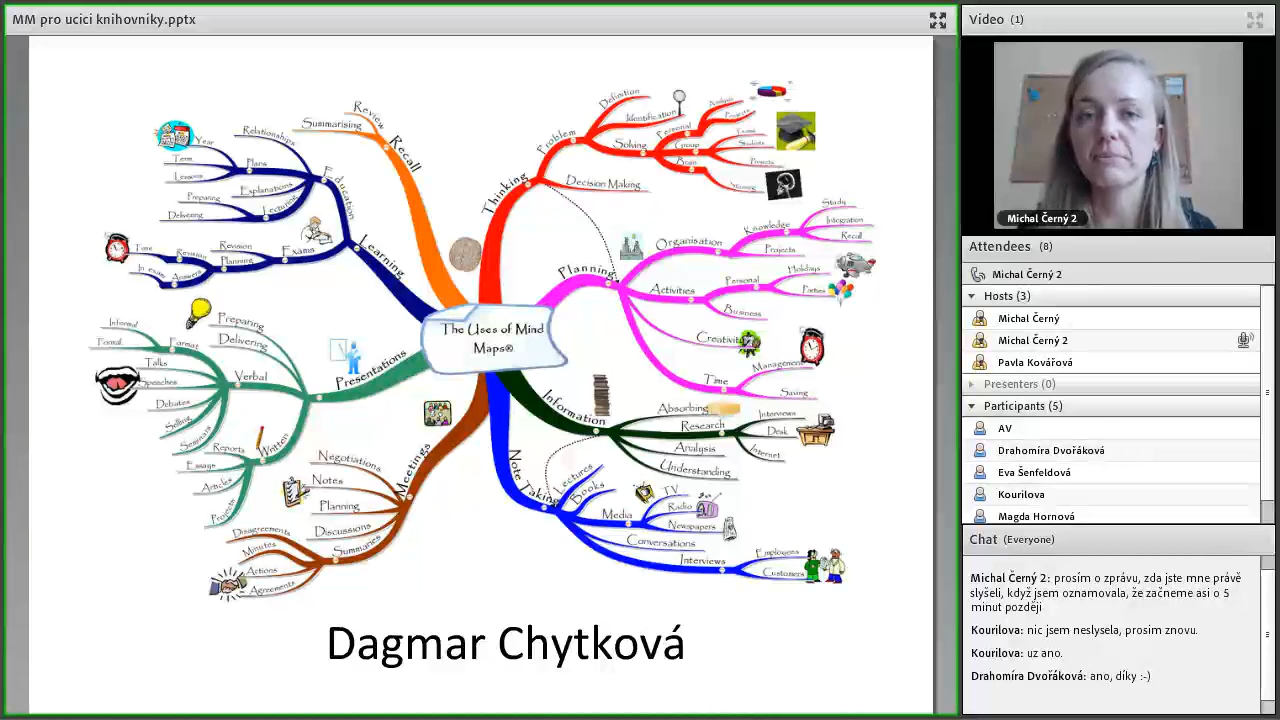 MM pro ucici knihovníky.pptx
Review
Summarising
Recall
Year
Relationships
Term
Plans
Lessons
Explanations
Education
Preparing
Lecturing
Delivering
Time
Revision
Revision
Exams
Planning
In exam
Answers
Learning
Definition
Identification
Analysis
Projects
Personal
Problem
Solving
Group
Exams
Students
Brain
Projects
Decision Making
Thinking
Study
Knowledge
Integration
Organisation
Recall
Projects
Planning
Holidays
Personal
Parties
Activities
Business
Management
Time
Saving
The Uses of Mind
Maps®
Preparing
Delivering
Informal
Formal
Format
Talks
Verbal
Speeches
Debates
Selling
Seminars
Presentations
Written
Reports
Essays
Articles
Projects
Information
Absorbing
Interviews
Research
Desk
Internet
Analysis
Understanding
Negotiations
Notes
Planning
Meetings
Discussions
Disagreements
Summaries
Minutes
Actions
Agreements
Note Taking
Lectures
Books
TV
Media
Radio
Newspapers
Conversations
Interviews
Employees
Customers
Dagmar Chytková
Video (1)
Michal Černý 2
Attendees (8)
Michal Černý 2
Hosts (3)
Michal Černý
Michal Černý 2
Pavla Kovářová
Presenters (0)
Participants (5)
AV
Drahomíra Dvořáková
Eva Šenfeldová
Kourilova
Magda Hornová
Chat (Everyone)
Michal Černý 2: prosím o zprávu, zda jste mne právě
slyšeli, když jsem oznamovala, že začneme asi o 5
minut později
Kourilova: nic jsem neslysela, prosim znovu.
Kourilova: uz ano.
Drahomíra Dvořáková: ano, díky :-)